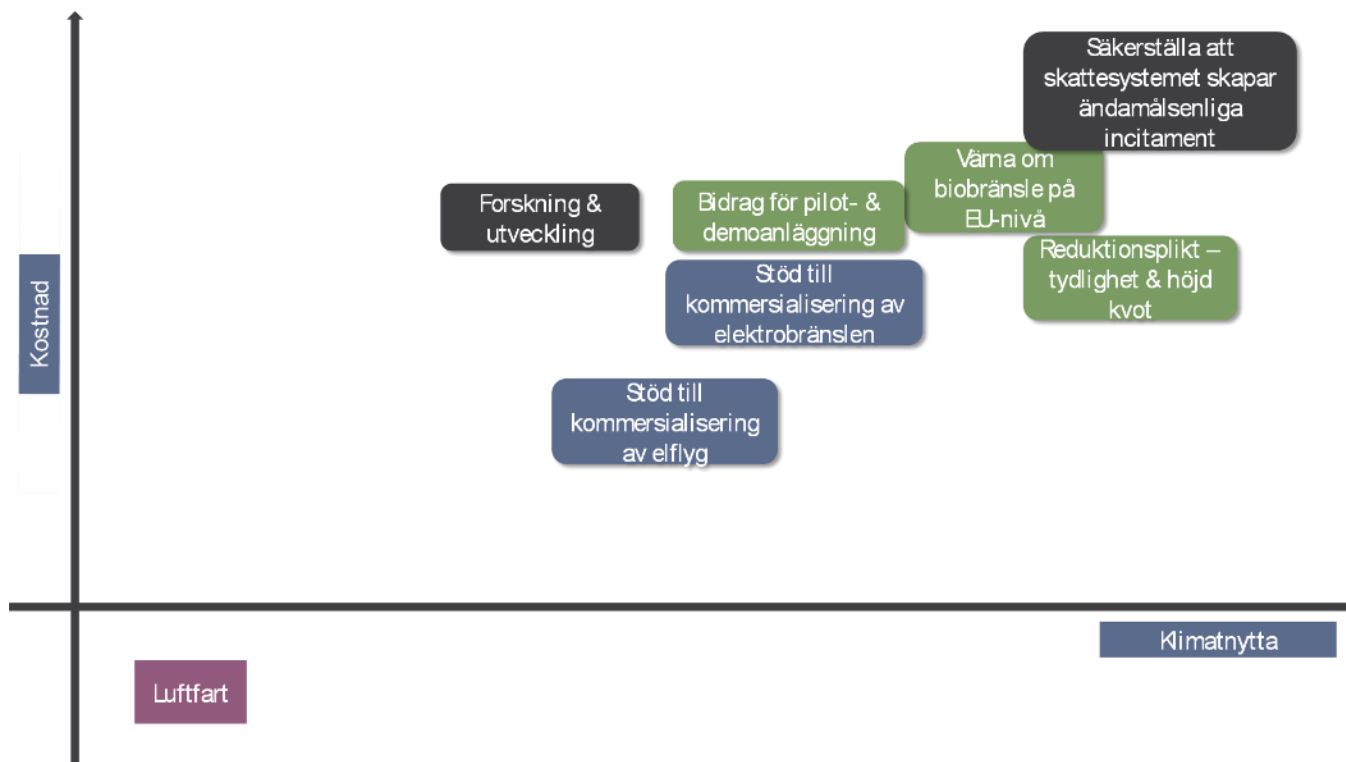 Säkerställa att
skattesystemet skapar
ändamålsenliga
incitament
Värna om
biobränsle på
EU-nivå
Forskning &
utveckling
Bidrag för pilot- &
demoanläggning
Reduktionsplikt –
tydlighet & höjd
kvot
Stöd till
kommersialisering av
elektrobränslen
Kostnad
Stöd till
kommersialisering
av elflyg
Klimatnytta
Luftfart